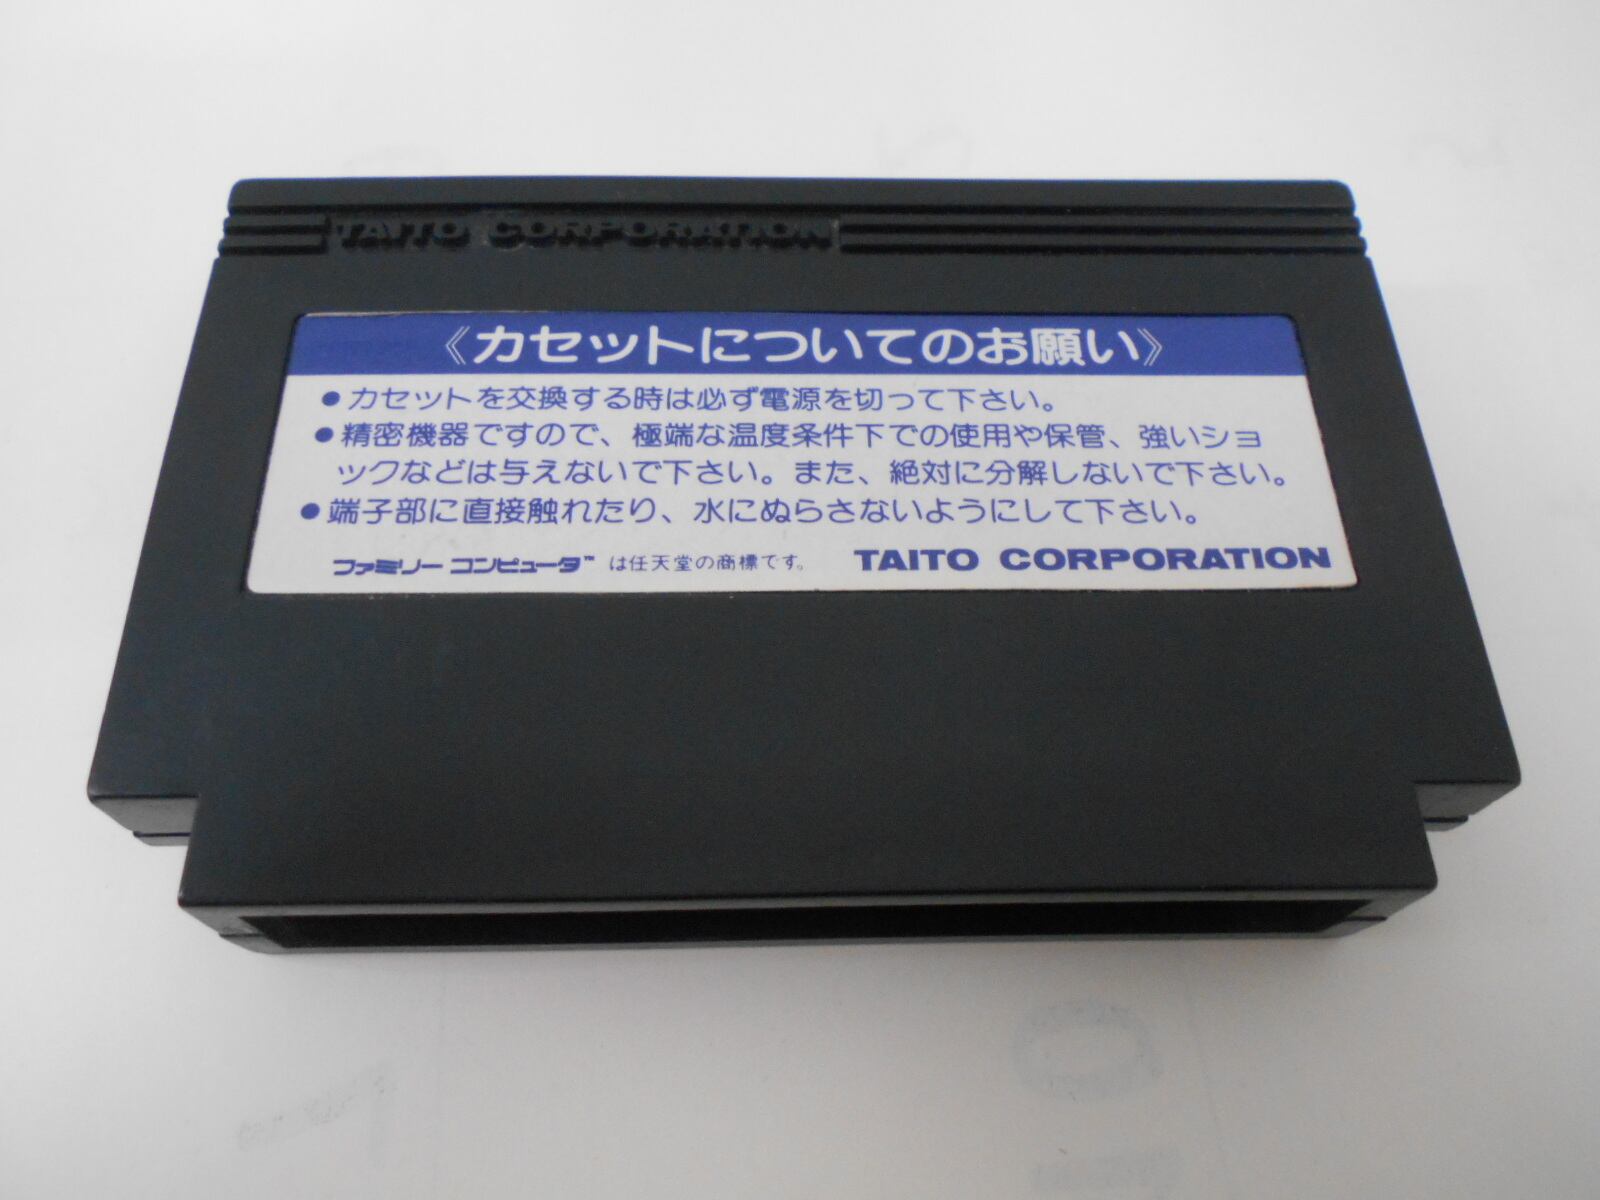 TAITO CORPORATION
《カセットについてのお願い》
●カセットを交換する時は必ず電源を切って下さい。
●精密機器ですので、極端な温度条件下での使用や保管、強いショ
ックなどは与えないで下さい。また、絶対に分解しないで下さい。
●端子部に直接触れたり、水にぬらさないようにして下さい。
ファミリーコンピュータ™ は任天堂の商標です。 TAITO CORPORATION